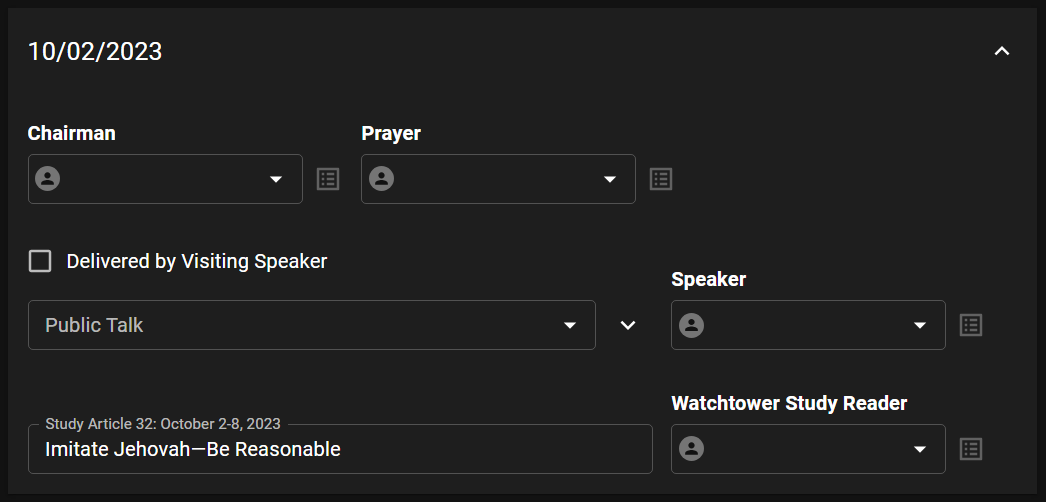 10/02/2023
Chairman
Prayer
Delivered by Visiting Speaker
Speaker
Public Talk
Watchtower Study Reader
Study Article 32: October 2-8, 2023
Imitate Jehovah—Be Reasonable